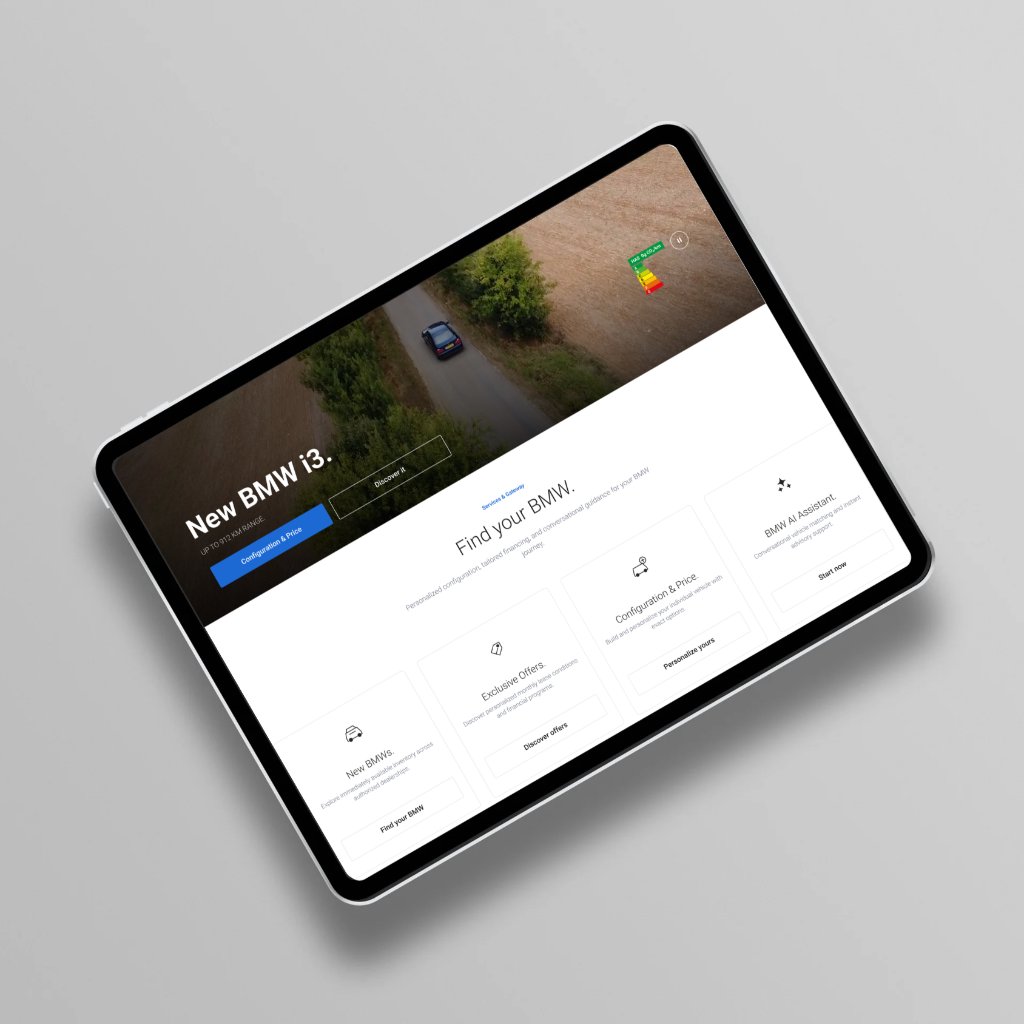 New BMW i3.
UP TO 912 KM RANGE.
Configuration & Price
Discover it
Services & Gateway
Find your BMW.
Personalized configuration, tailored financing, and conversational guidance for your BMW
journey.
New BMWs.
Explore immediately available inventory across
authorized dealerships.
Find your BMW
Exclusive Offers.
Discover personalized monthly lease conditions
and financial programs.
Discover offers
Configuration & Price.
Build and personalize your individual vehicle with
exact options.
Personalize yours
BMW AI Assistant.
Conversational vehicle matching and instant
advisory support.
Start now